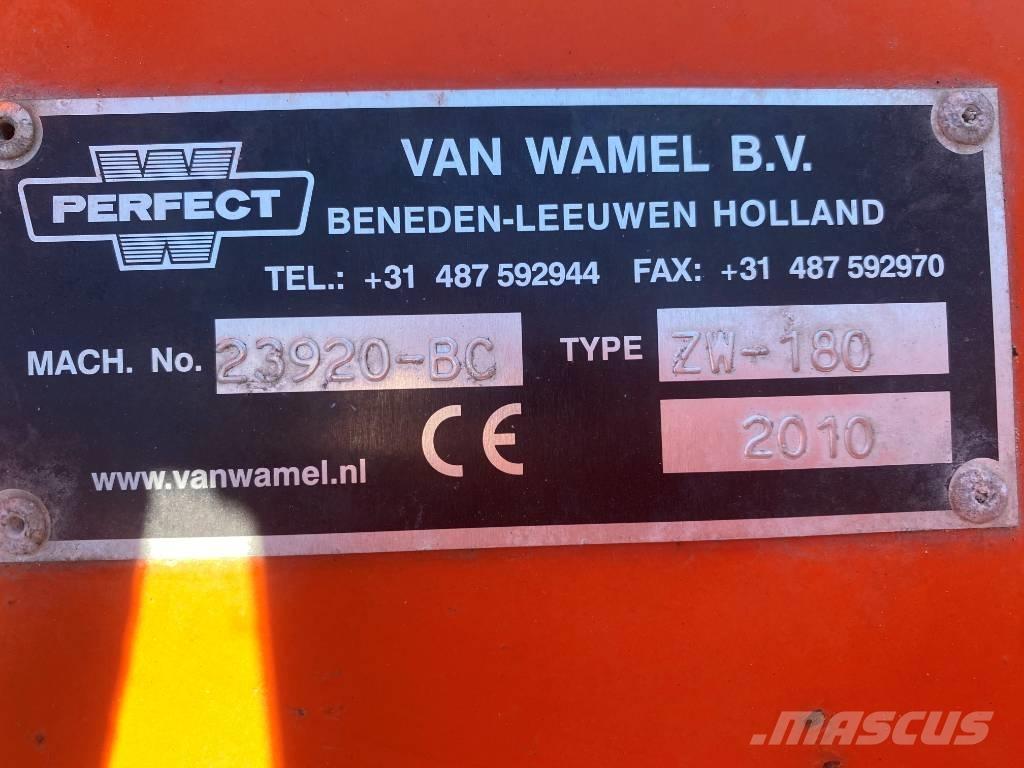 W
PERFECT
W
VAN WAMEL B.V.
BENEDEN-LEEUWEN HOLLAND
TEL.: +31 487 592944 FAX: +31 487 592970
MACH. No. 23920-BC TYPE ZW-180
CE 2010
www.vanwamel.nl
MASCUS